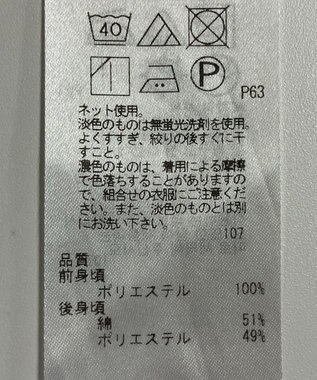 40
P
P63
ネット使用。
淡色のものは無蛍光洗剤を使用。
よくすすぎ、絞りの後すぐに干
すこと。
濃色のものは、着用による摩擦
で色落ちすることがありますの
で、組合せの衣服にご注意くだ
さい。また、淡色のものとは別
にお洗い下さい。
107
品質
前身頃
ポリエステル 100%
後身頃
綿 51%
ポリエステル 49%